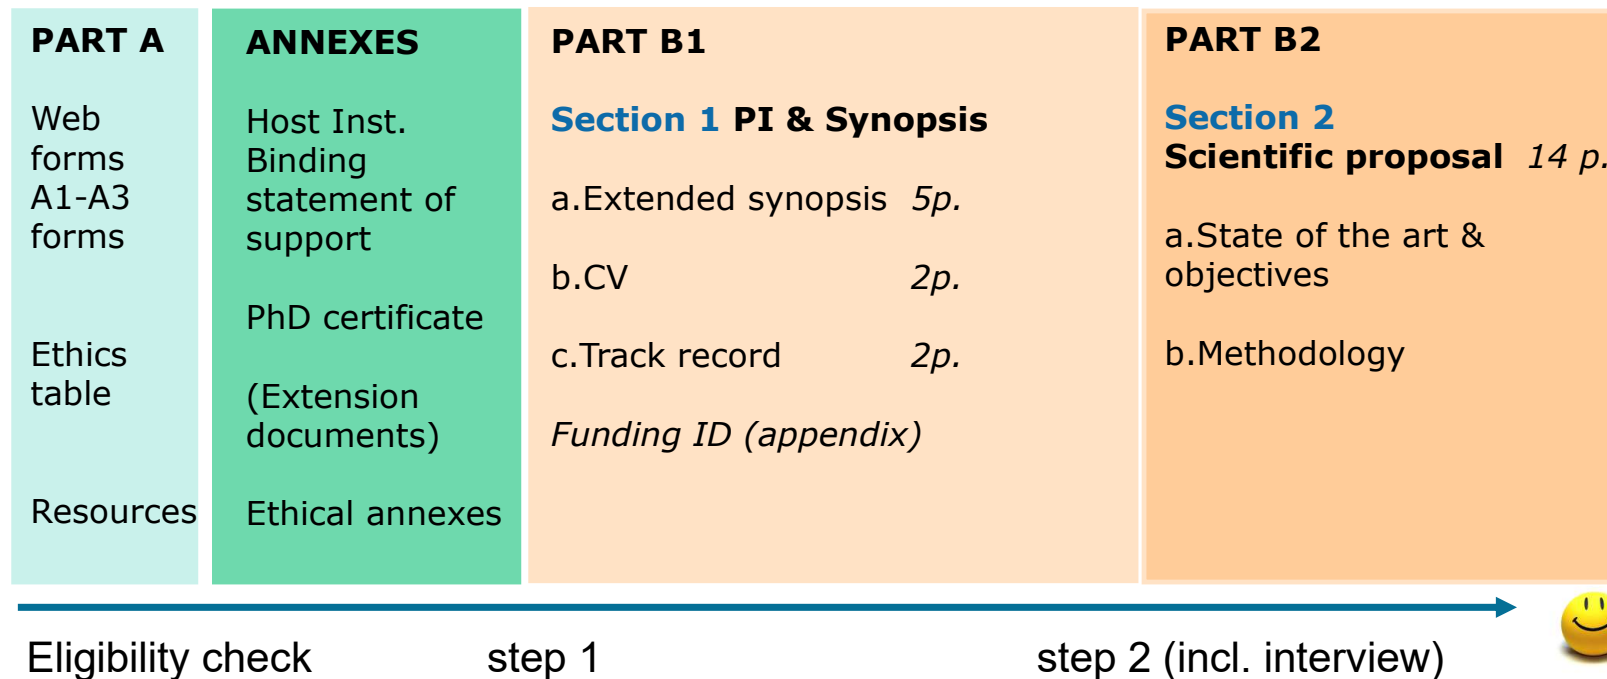 PART A
Web
forms
A1-A3
forms
Ethics
table
Resources
ANNEXES
Host Inst.
Binding
statement of
support
PhD certificate
(Extension
documents)
Ethical annexes
PART B1
Section 1 PI & Synopsis
a.Extended synopsis 5p.
b.CV 2p.
c.Track record 2p.
Funding ID (appendix)
PART B2
Section 2
Scientific proposal 14 p.
a.State of the art &
objectives
b.Methodology
Eligibility check step 1 step 2 (incl. interview)